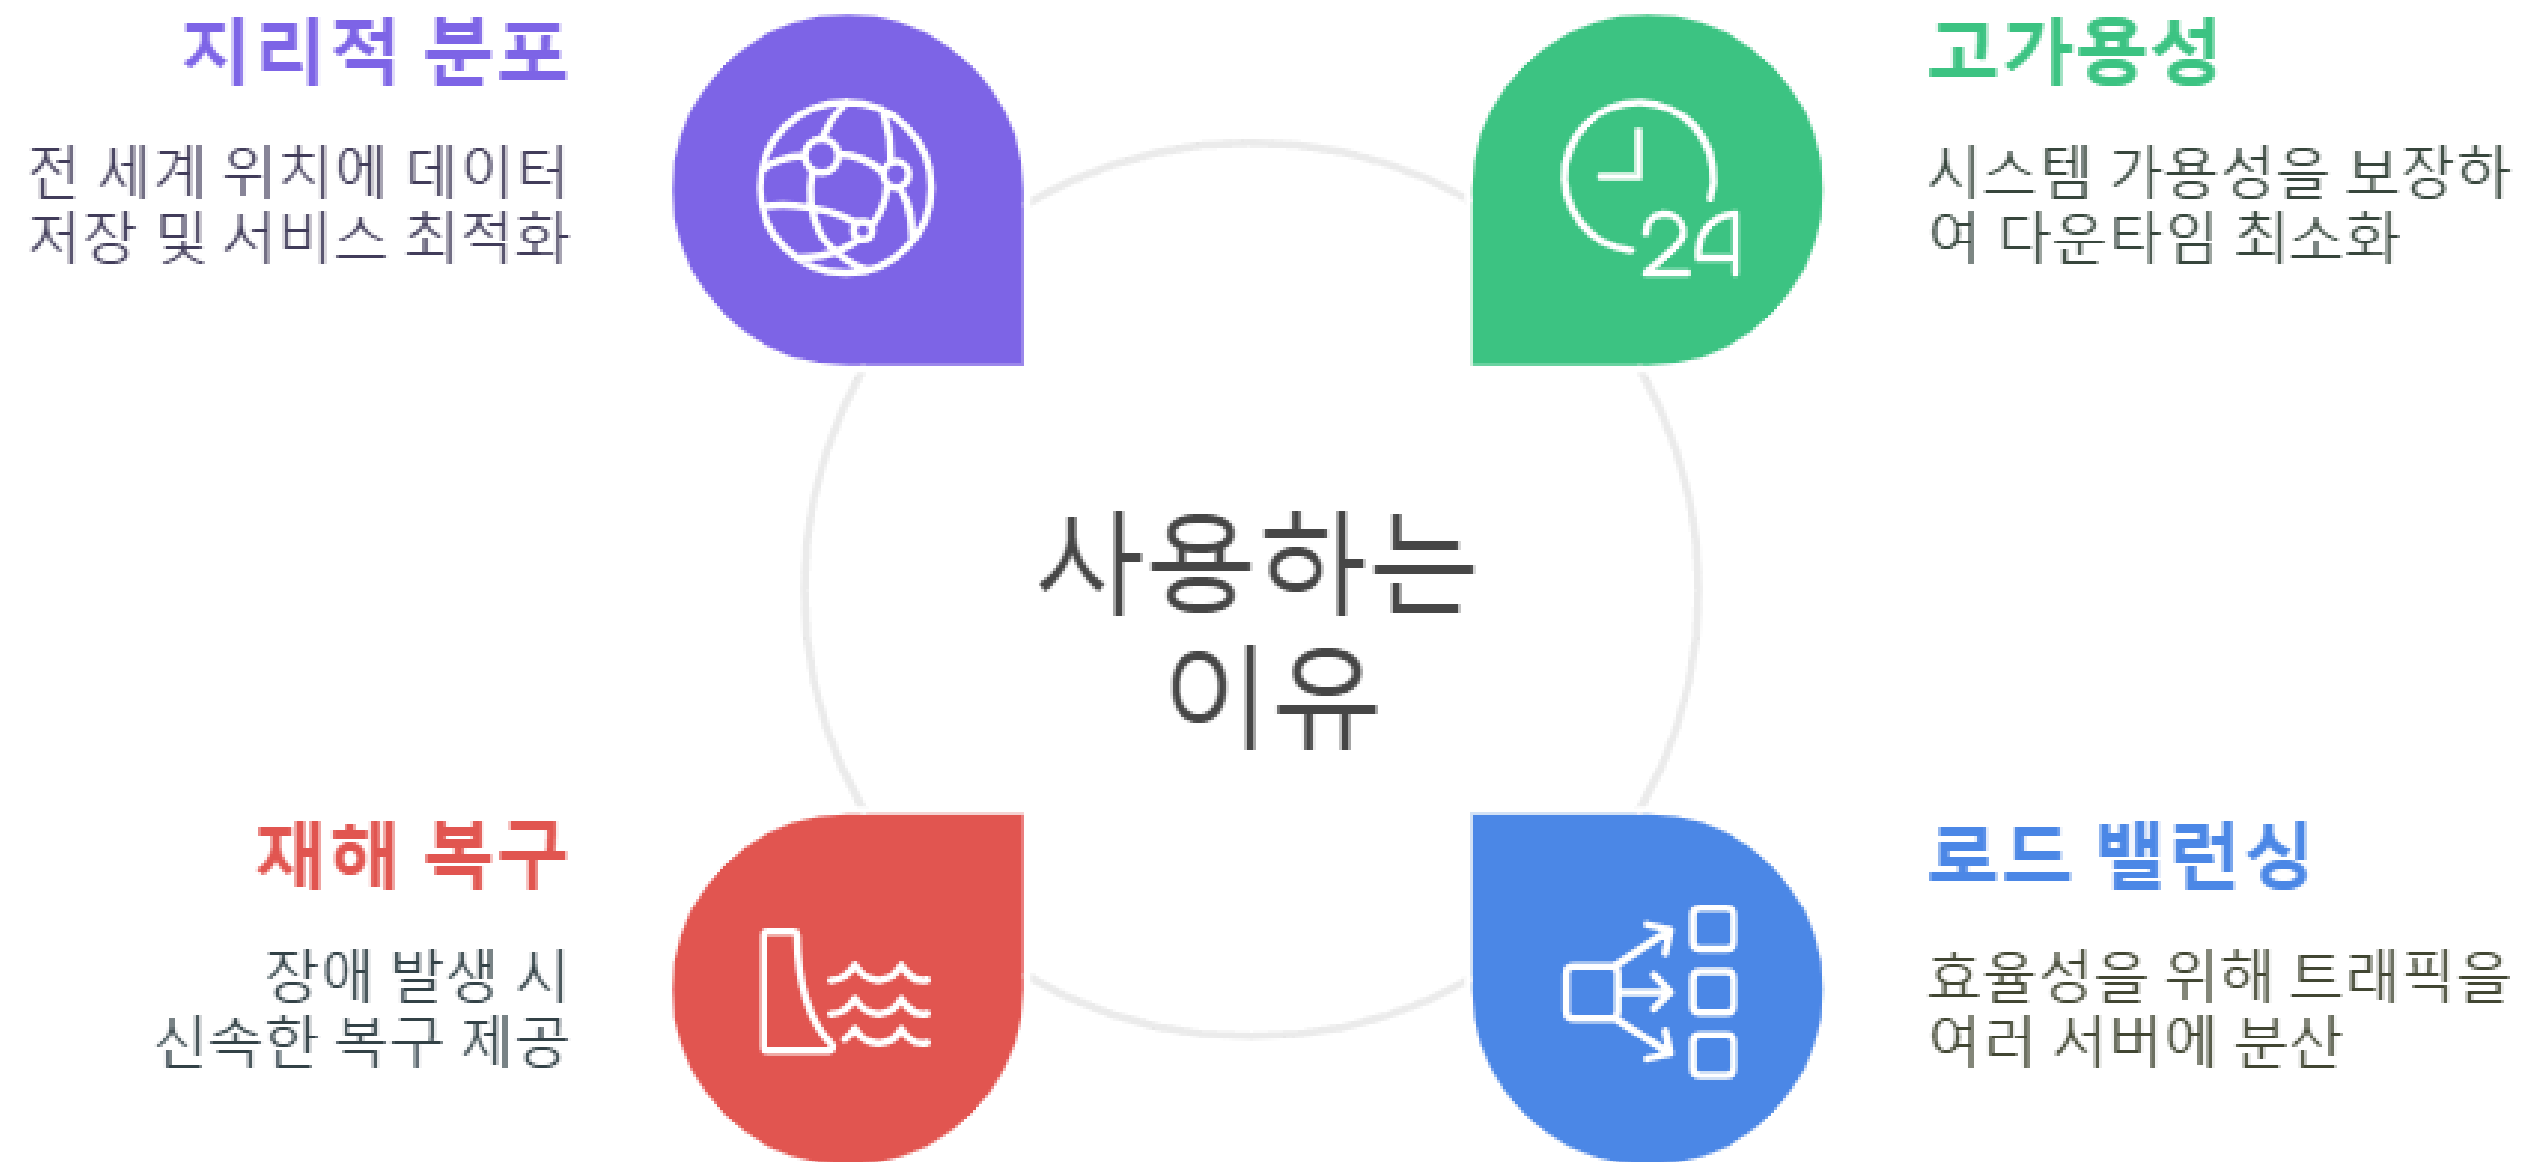 지리적 분포
전 세계 위치에 데이터
저장 및 서비스 최적화
고가용성
시스템 가용성을 보장하
여 다운타임 최소화
24
사용하는
이유
재해 복구
장애 발생 시
신속한 복구 제공
로드 밸런싱
효율성을 위해 트래픽을
여러 서버에 분산